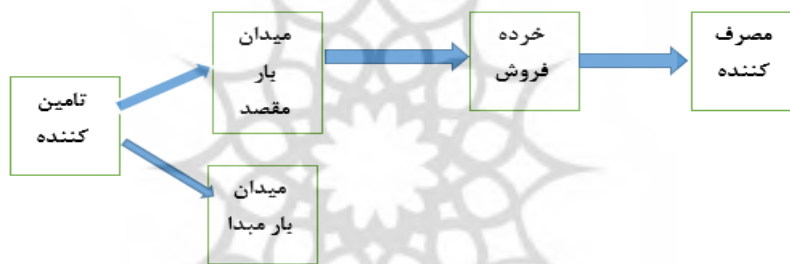 مصرف
کننده
خرده
فروش
میدان
بار
مقصد
تامین
کننده
میدان
بار مبدا